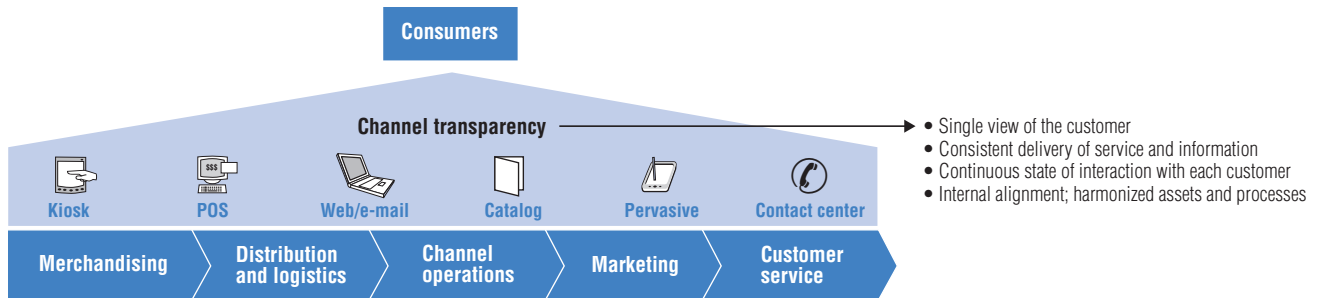 Consumers
Channel transparency
• Single view of the customer
• Consistent delivery of service and information
• Continuous state of interaction with each customer
• Internal alignment; harmonized assets and processes
$$$
Kiosk
POS
Web/e-mail
Catalog
Pervasive
Contact center
Merchandising
Distribution
and logistics
Channel
operations
Marketing
Customer
service